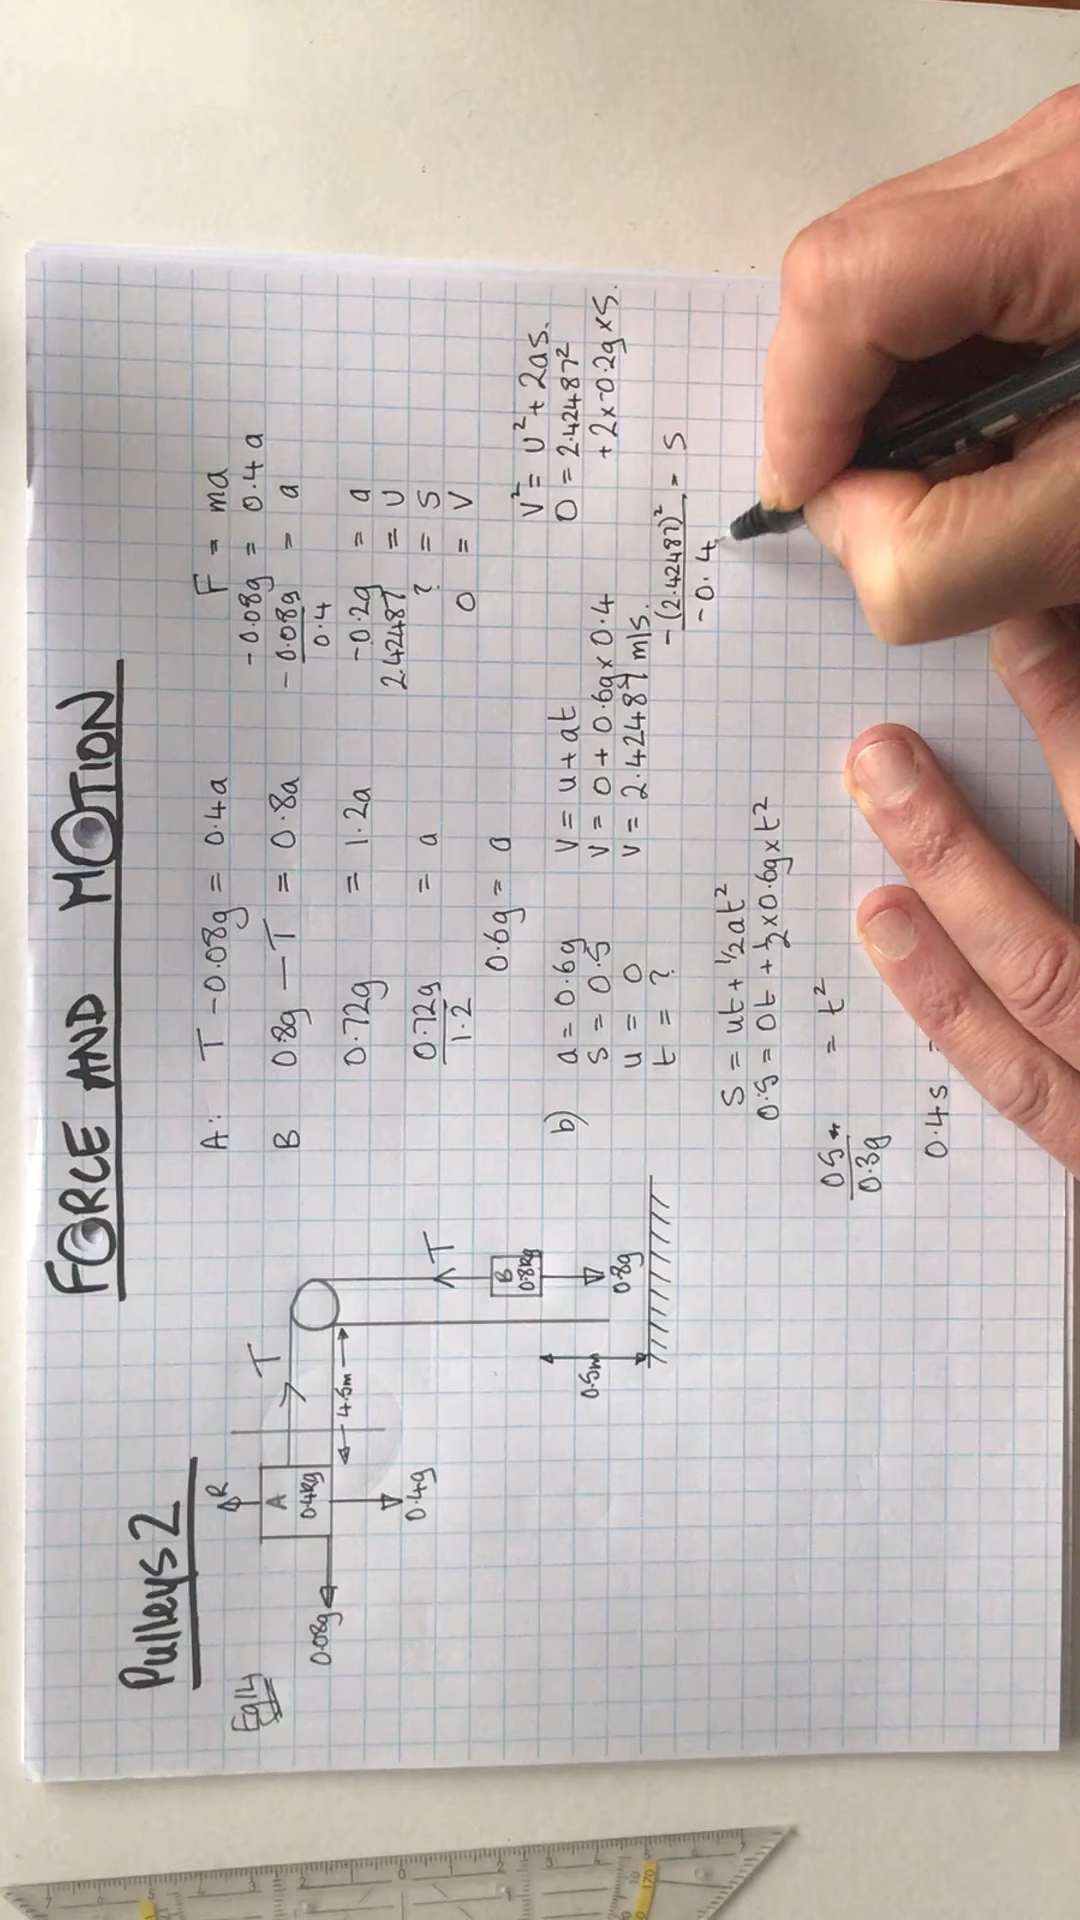 FORCE AND MOTION
Pulleys 2
Eg14
R
T
A
0.4kg
0.08g
4.5m
0.4g
T
B
0.8kg
0.8g
0.5m
A: T - 0.08g = 0.4a
B 0.8g - T = 0.8a
0.72g = 1.2a
0.72g = a
1.2
0.6g = a
b) a = 0.6g
s = 0.5
u = 0
t = ?
S = ut + 1/2at²
0.5 = 0t + 1/2 x 0.6g x t²
0.5 = t²
0.3g
0.4s =
V = u + at
V = 0 + 0.6g x 0.4
V = 2.42487 m/s.
F = ma
-0.08g = 0.4a
-0.08g = a
0.4
-0.2g = a
2.42487 = U
? = S
0 = V
V² = U² + 2as.
0 = 2.42487²
+ 2 x -0.2g x S.
-(2.42487)² = S
-0.4